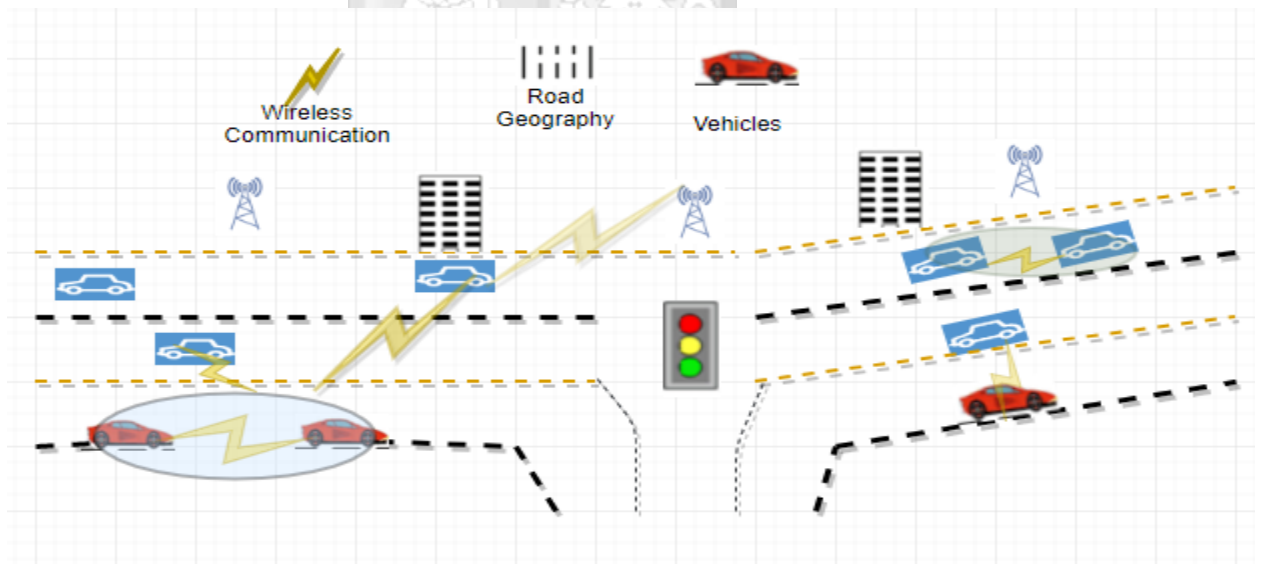 Wireless
Communication
Road
Geography
Vehicles